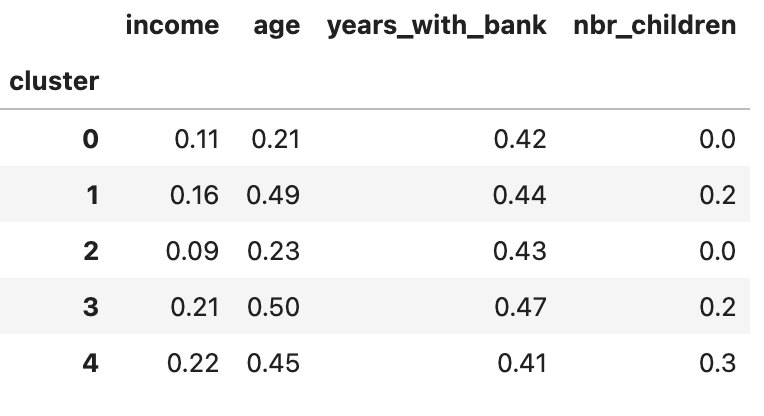 income age years_with_bank nbr_children
cluster
0 0.11 0.21 0.42 0.0
1 0.16 0.49 0.44 0.2
2 0.09 0.23 0.43 0.0
3 0.21 0.50 0.47 0.2
4 0.22 0.45 0.41 0.3